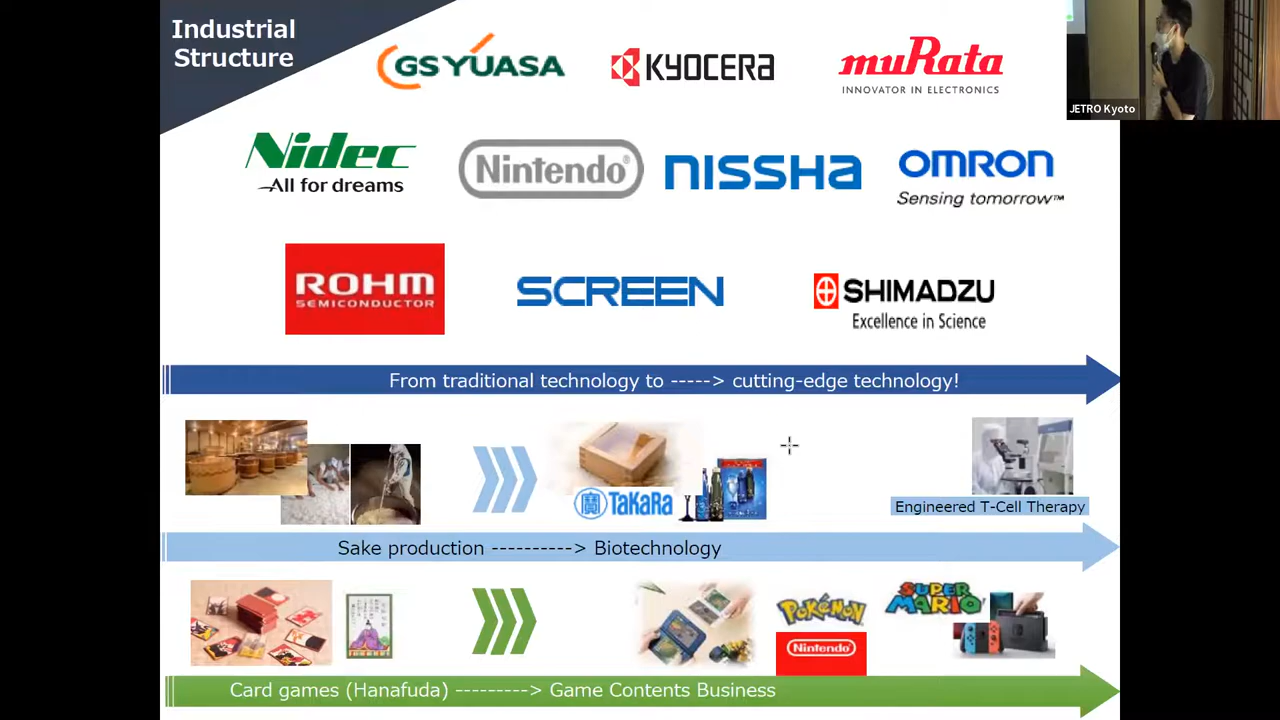 Industrial
Structure
GS YUASA
KYOCERA
muRata
INNOVATOR IN ELECTRONICS
JETRO Kyoto
Nidec
All for dreams
Nintendo®
NISSHA
OMRON
Sensing tomorrow™
ROHM
SEMICONDUCTOR
SCREEN
SHIMADZU
Excellence in Science
From traditional technology to -----> cutting-edge technology!
寶 TaKaRa
Engineered T-Cell Therapy
Sake production ----------> Biotechnology
POKéMON
SUPER
MARIO
Nintendo
Card games (Hanafuda) ---------> Game Contents Business